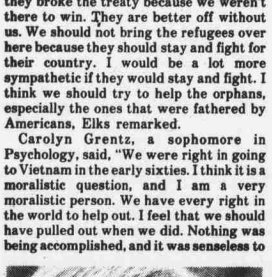 they broke the treaty because we weren't
there to win. They are better off without
us. We should not bring the refugees over
here because they should stay and fight for
their country. I would be a lot more
sympathetic if they would stay and fight. I
think we should try to help the orphans,
especially the ones that were fathered by
Americans, Elks remarked.
Carolyn Grentz, a sophomore in
Psychology, said, "We were right in going
to Vietnam in the early sixties. I think it is a
moralistic question, and I am a very
moralistic person. We have every right in
the world to help out. I feel that we should
have pulled out when we did. Nothing was
being accomplished, and it was senseless to